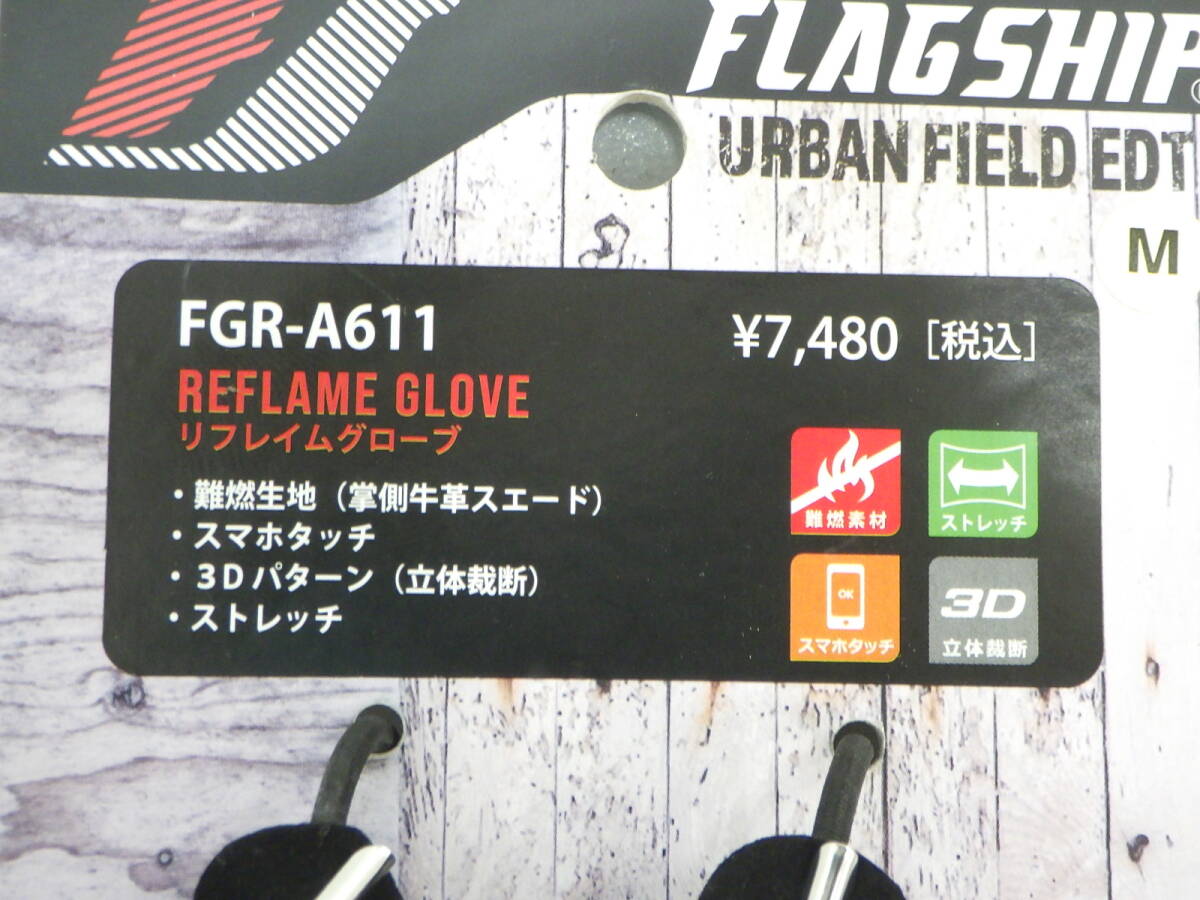 FLAGSHIP
URBAN FIELD EDT
M
FGR-A611
¥7,480 [税込]
REFLAME GLOVE
リフレイムグローブ
・難燃生地（掌側牛革スエード）
・スマホタッチ
・3Dパターン（立体裁断）
・ストレッチ
難燃素材
ストレッチ
OK
スマホタッチ
3D
立体裁断